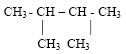 CH₃ - CH - CH - CH₃
| |
CH₃ CH₃